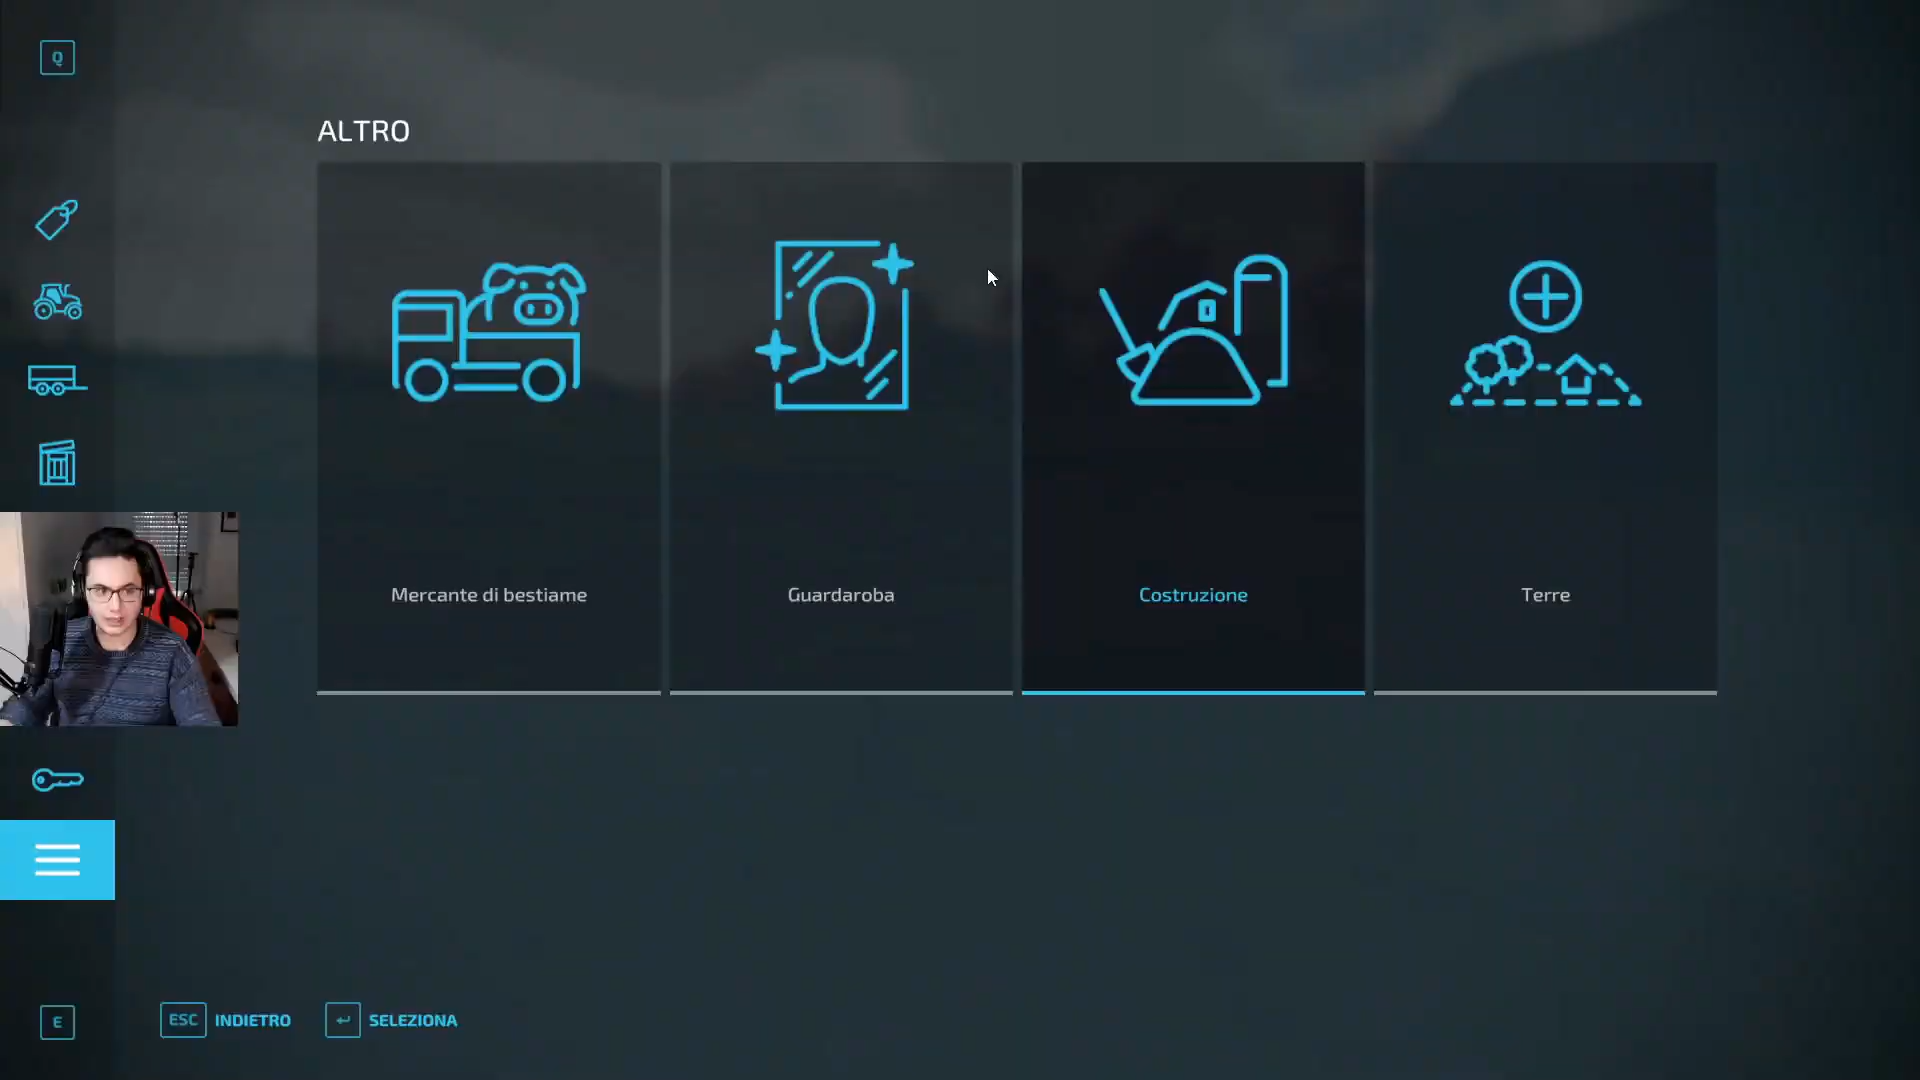 Q
ALTRO
Mercante di bestiame
Guardaroba
Costruzione
Terre
E
ESC INDIETRO
SELEZIONA